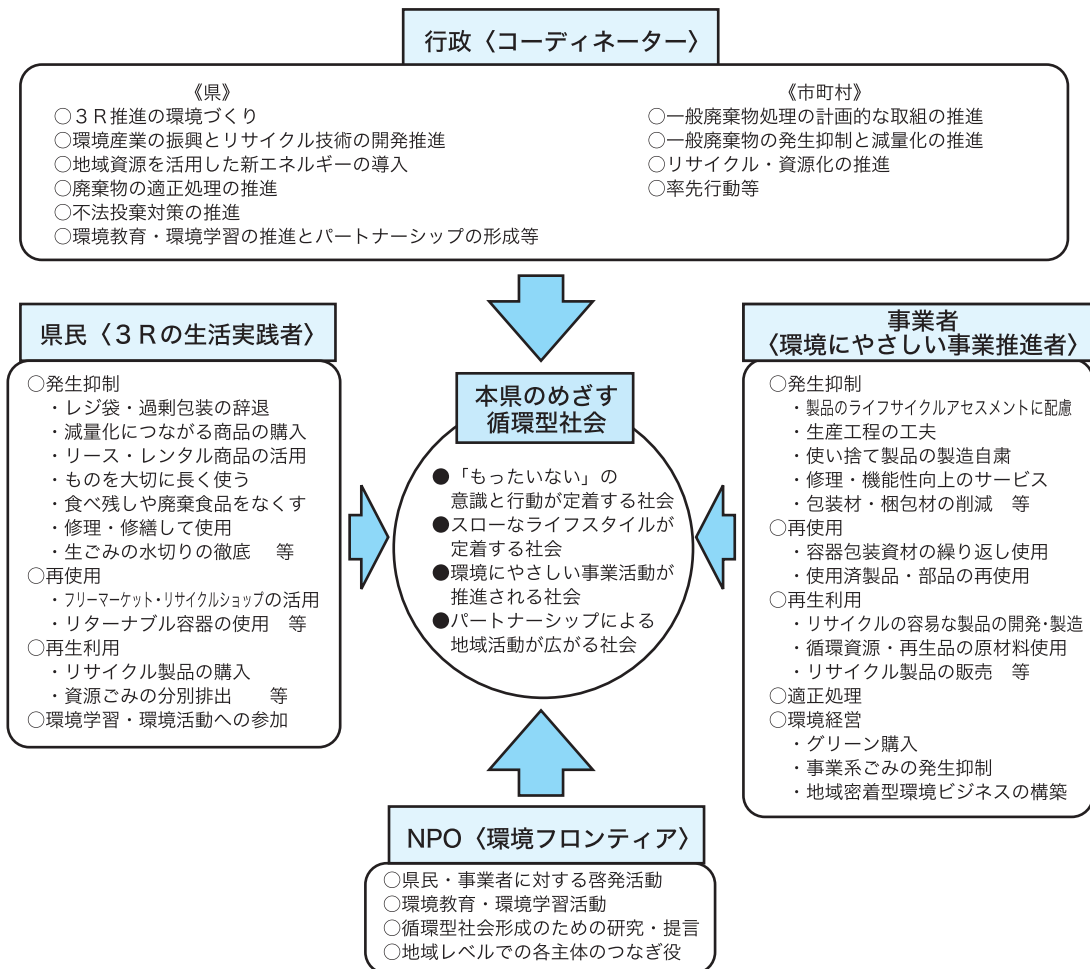 行政〈コーディネーター〉
《県》
○３Ｒ推進の環境づくり
○環境産業の振興とリサイクル技術の開発推進
○地域資源を活用した新エネルギーの導入
○廃棄物の適正処理の推進
○不法投棄対策の推進
○環境教育・環境学習の推進とパートナーシップの形成等
《市町村》
○一般廃棄物処理の計画的な取組の推進
○一般廃棄物の発生抑制と減量化の推進
○リサイクル・資源化の推進
○率先行動等
県民〈３Ｒの生活実践者〉
○発生抑制
・レジ袋・過剰包装の辞退
・減量化につながる商品の購入
・リース・レンタル商品の活用
・ものを大切に長く使う
・食べ残しや廃棄食品をなくす
・修理・修繕して使用
・生ごみの水切りの徹底　等
○再使用
・フリーマーケット・リサイクルショップの活用
・リターナブル容器の使用　等
○再生利用
・リサイクル製品の購入
・資源ごみの分別排出　　等
○環境学習・環境活動への参加
本県のめざす
循環型社会
●「もったいない」の
意識と行動が定着する社会
●スローなライフスタイルが
定着する社会
●環境にやさしい事業活動が
推進される社会
●パートナーシップによる
地域活動が広がる社会
事業者
〈環境にやさしい事業推進者〉
○発生抑制
・製品のライフサイクルアセスメントに配慮
・生産工程の工夫
・使い捨て製品の製造自粛
・修理・機能性向上のサービス
・包装材・梱包材の削減　等
○再使用
・容器包装資材の繰り返し使用
・使用済製品・部品の再使用
○再生利用
・リサイクルの容易な製品の開発・製造
・循環資源・再生品の原材料使用
・リサイクル製品の販売　等
○適正処理
○環境経営
・グリーン購入
・事業系ごみの発生抑制
・地域密着型環境ビジネスの構築
NPO〈環境フロンティア〉
○県民・事業者に対する啓発活動
○環境教育・環境学習活動
○循環型社会形成のための研究・提言
○地域レベルでの各主体のつなぎ役